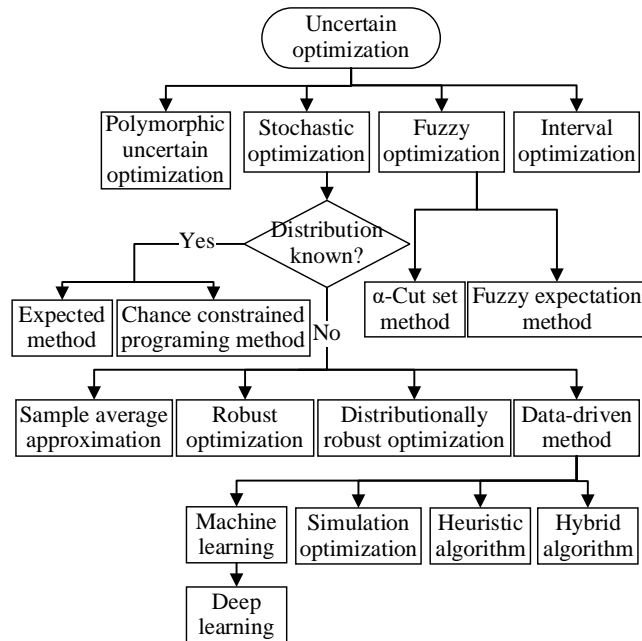 Uncertain
optimization
Polymorphic
uncertain
optimization
Stochastic
optimization
Fuzzy
optimization
Interval
optimization
Distribution
known?
Yes
No
Expected
method
Chance constrained
programing method
α-Cut set
method
Fuzzy expectation
method
Sample average
approximation
Robust
optimization
Distributionally
robust optimization
Data-driven
method
Machine
learning
Simulation
optimization
Heuristic
algorithm
Hybrid
algorithm
Deep
learning